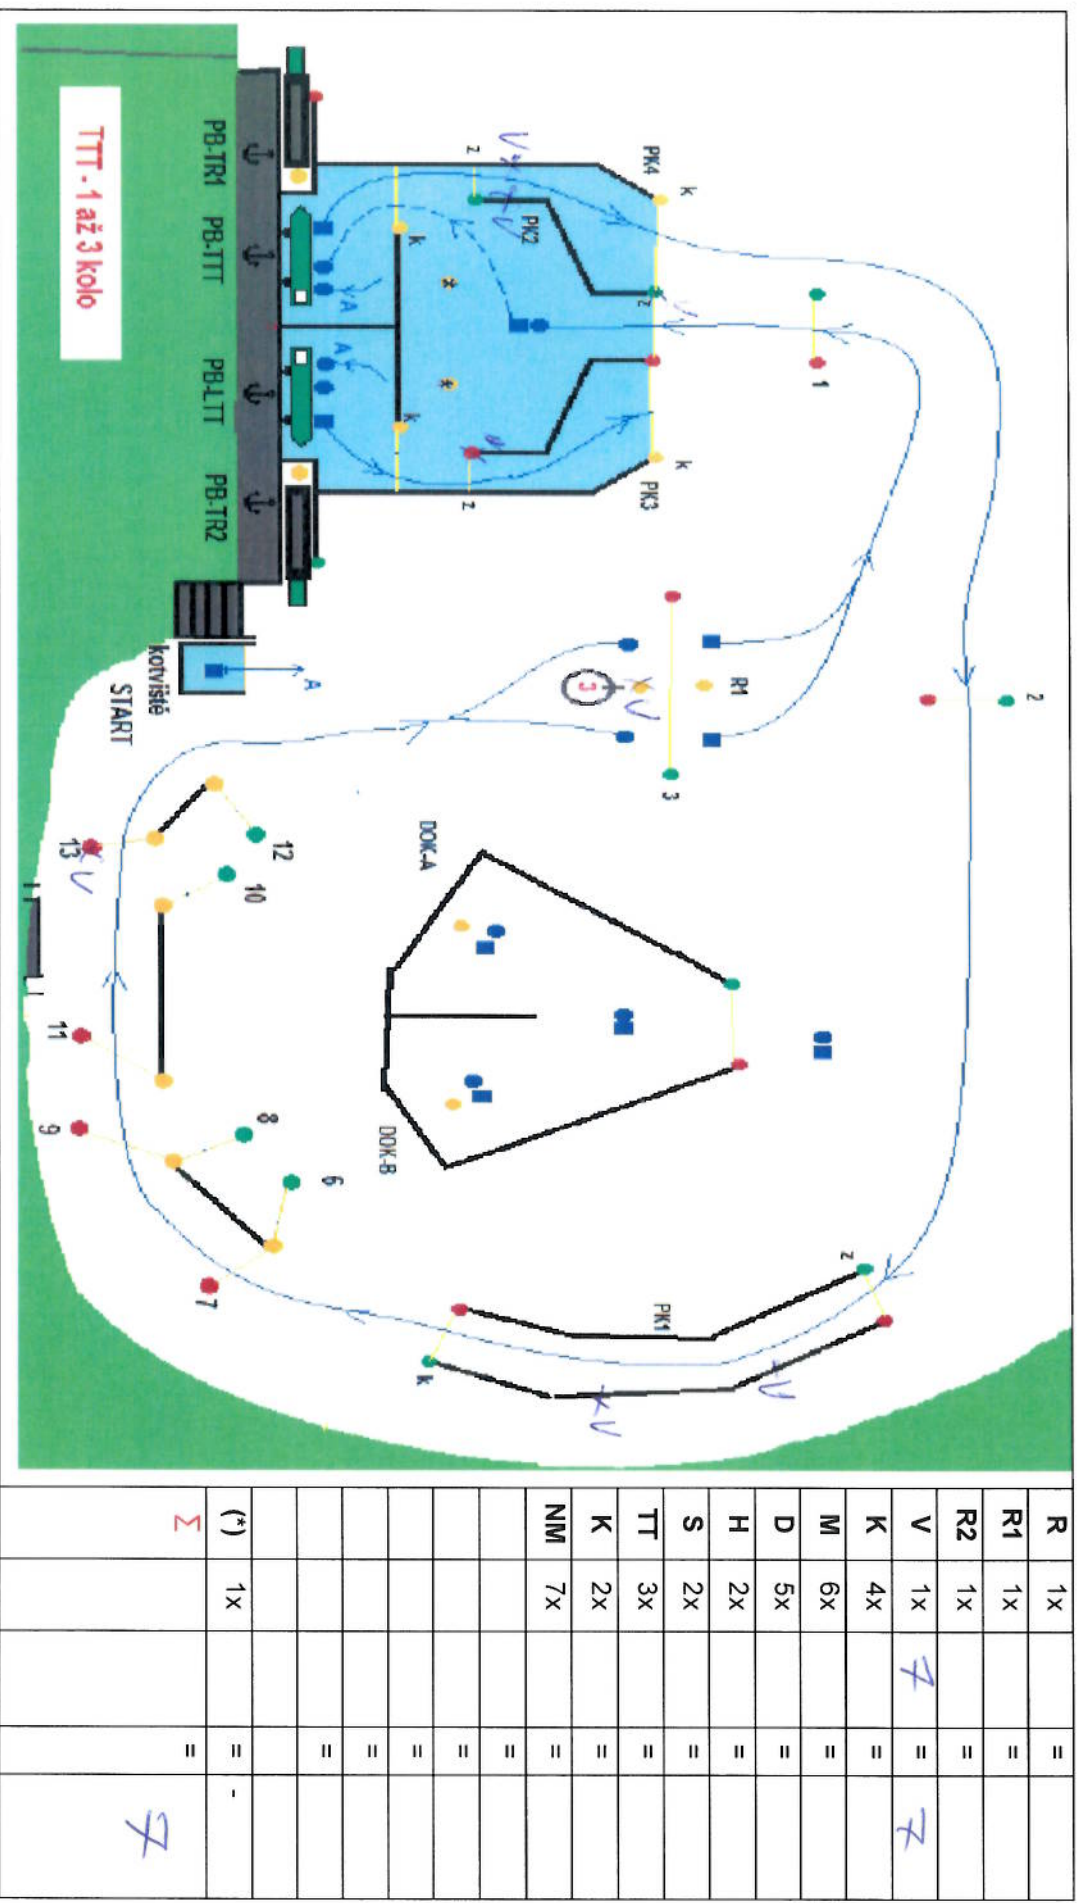 TTT - 1 až 3 kolo
PB-TR1
PB-TTT
PB-LTT
PB-TR2
kotviště
START
A
A
A
PK4
k
z
V
V
PK2
k
z
V
k
z
k
PK3
1
2
R1
3
3
V
DOK-A
DOK-B
12
13
V
10
11
8
9
6
7
z
PK1
k
V
V
R 1x =
R1 1x =
R2 1x =
V 1x 7 = 7
K 4x =
M 6x =
D 5x =
H 2x =
S 2x =
TT 3x =
K 2x =
NM 7x =
=
=
=
=
=
(*) 1x = -
Σ = 7